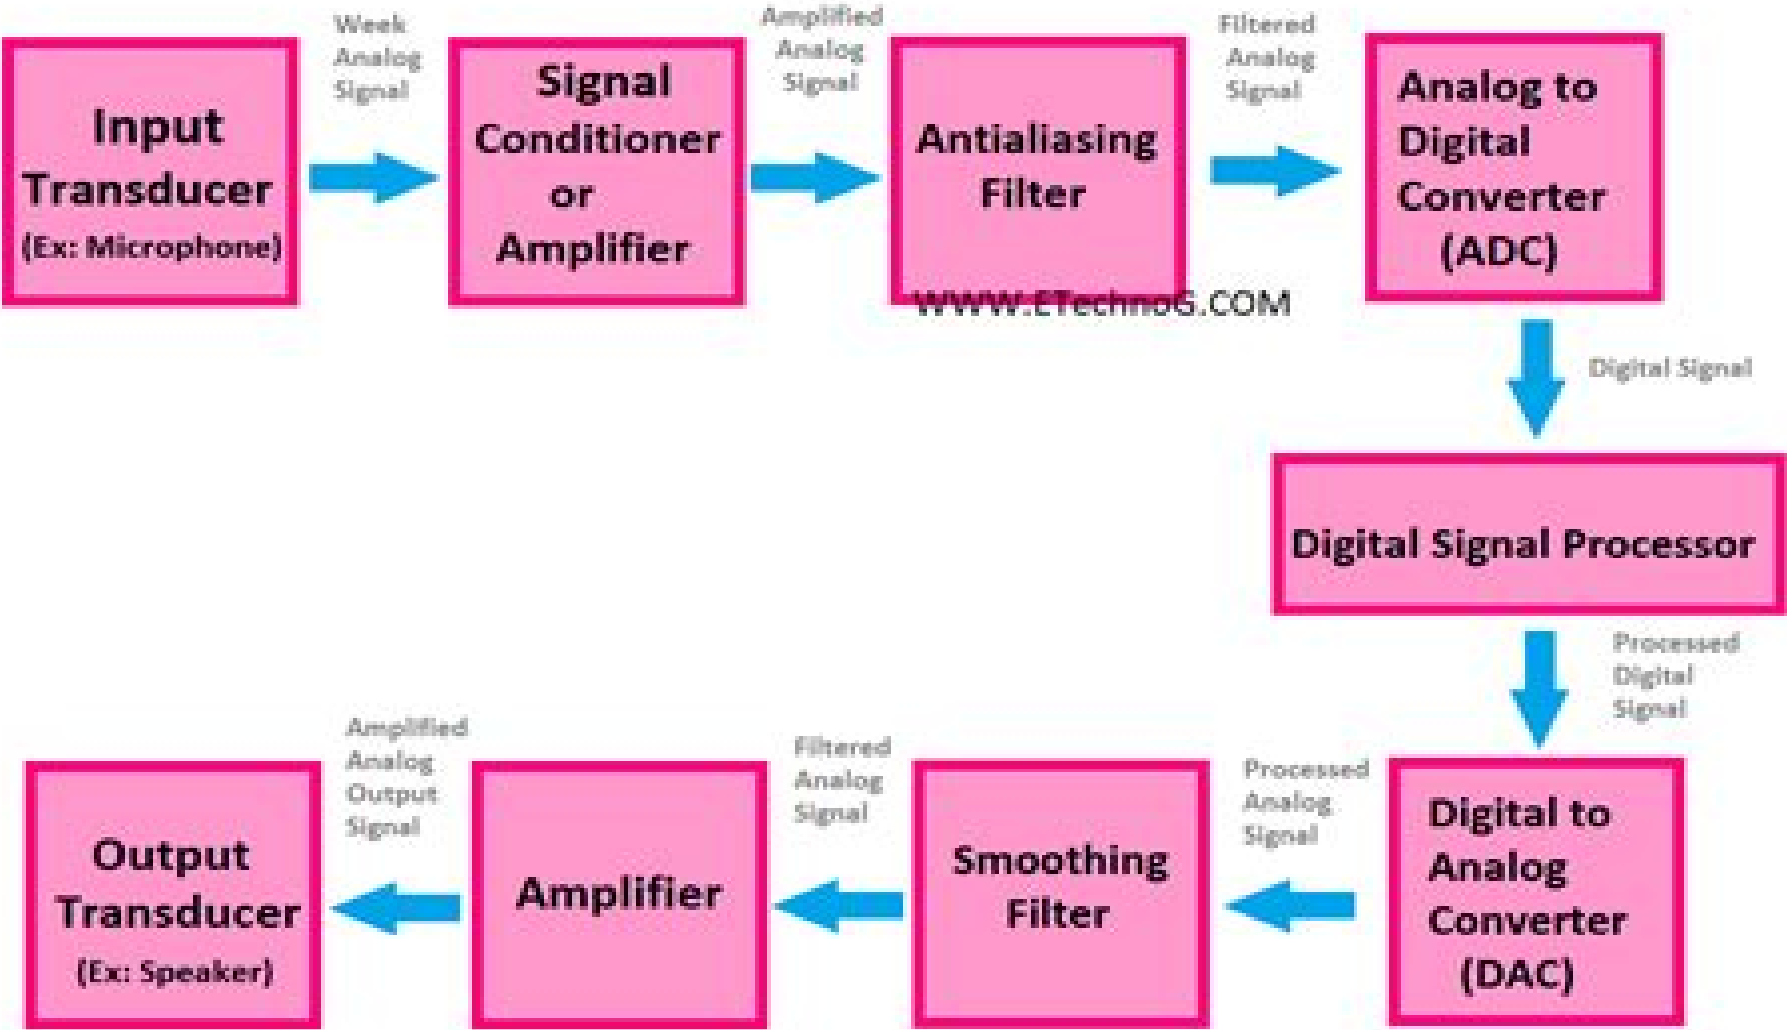 Input
Transducer
(Ex: Microphone)
Week
Analog
Signal
Signal
Conditioner
or
Amplifier
Amplified
Analog
Signal
Antialiasing
Filter
Filtered
Analog
Signal
Analog to
Digital
Converter
(ADC)
WWW.ETechnoG.COM
Digital Signal
Digital Signal Processor
Processed
Digital
Signal
Digital to
Analog
Converter
(DAC)
Processed
Analog
Signal
Smoothing
Filter
Filtered
Analog
Signal
Amplifier
Amplified
Analog
Output
Signal
Output
Transducer
(Ex: Speaker)